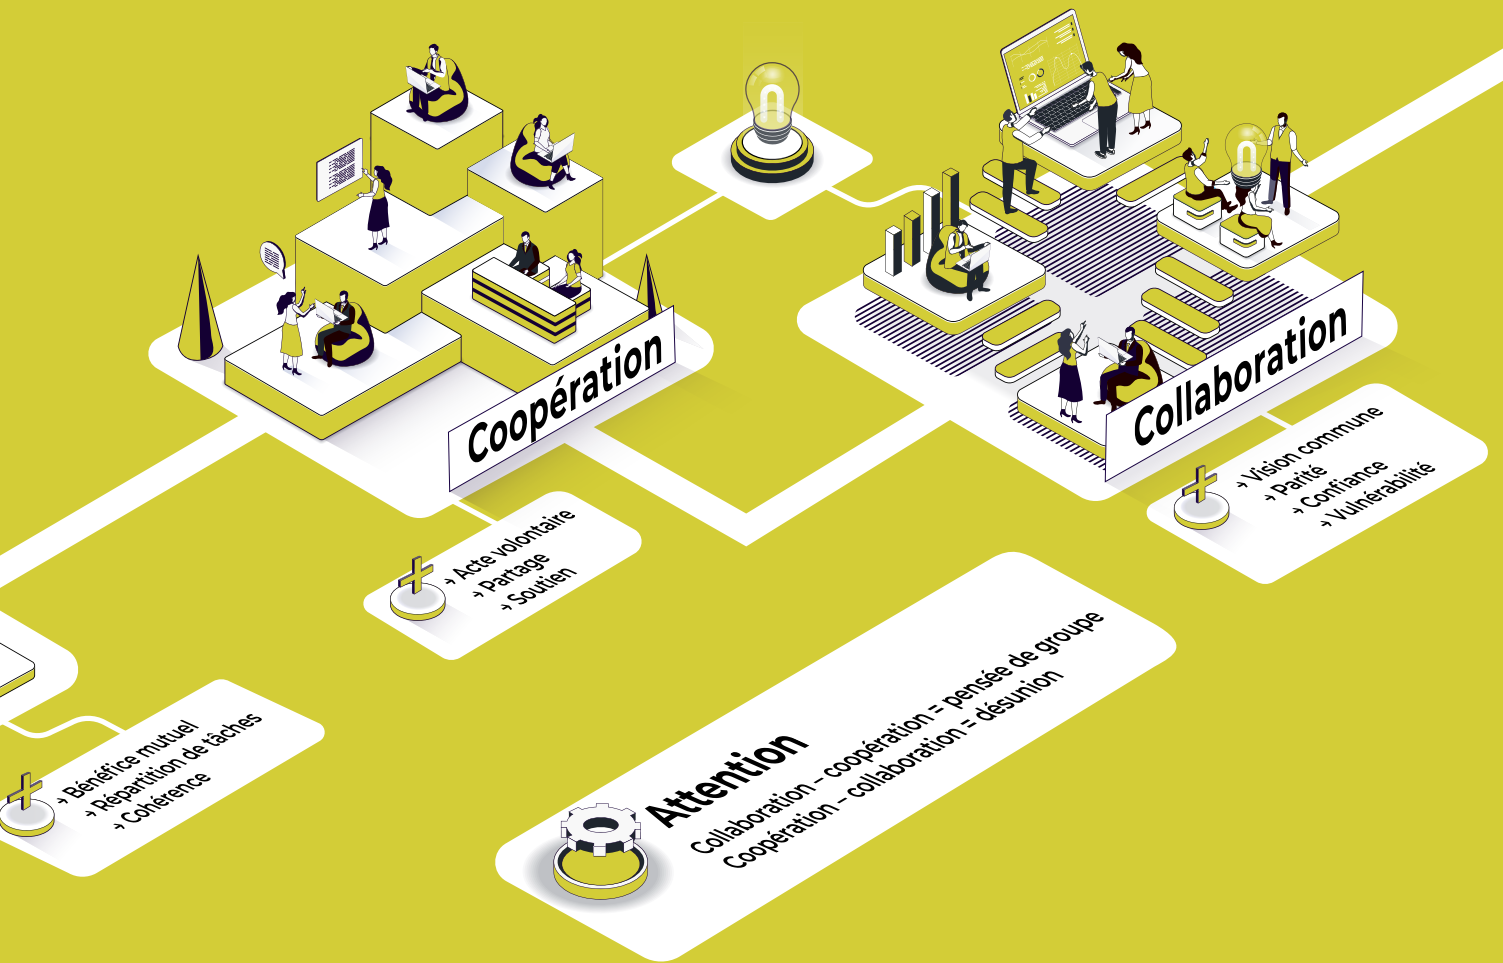 Coopération
Collaboration
→ Vision commune
→ Parité
→ Confiance
→ Vulnérabilité
→ Acte volontaire
→ Partage
→ Soutien
→ Bénéfice mutuel
→ Répartition de tâches
→ Cohérence
Attention
Collaboration – coopération = pensée de groupe
Coopération – collaboration = désunion